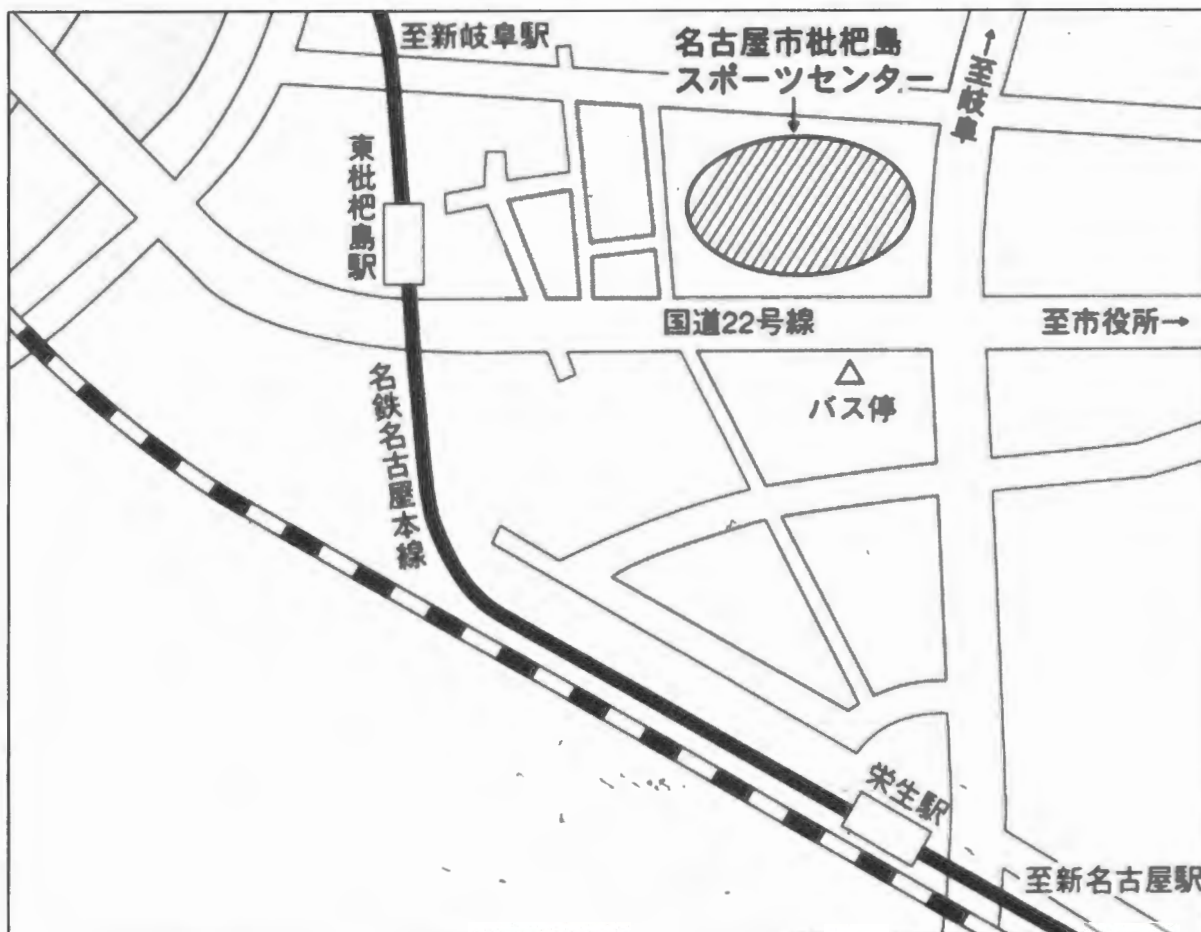 至新岐阜駅
名古屋市枇杷島
スポーツセンター
→至岐阜
東枇杷島駅
国道22号線
至市役所→
バス停
名鉄名古屋本線
栄生駅
至新名古屋駅